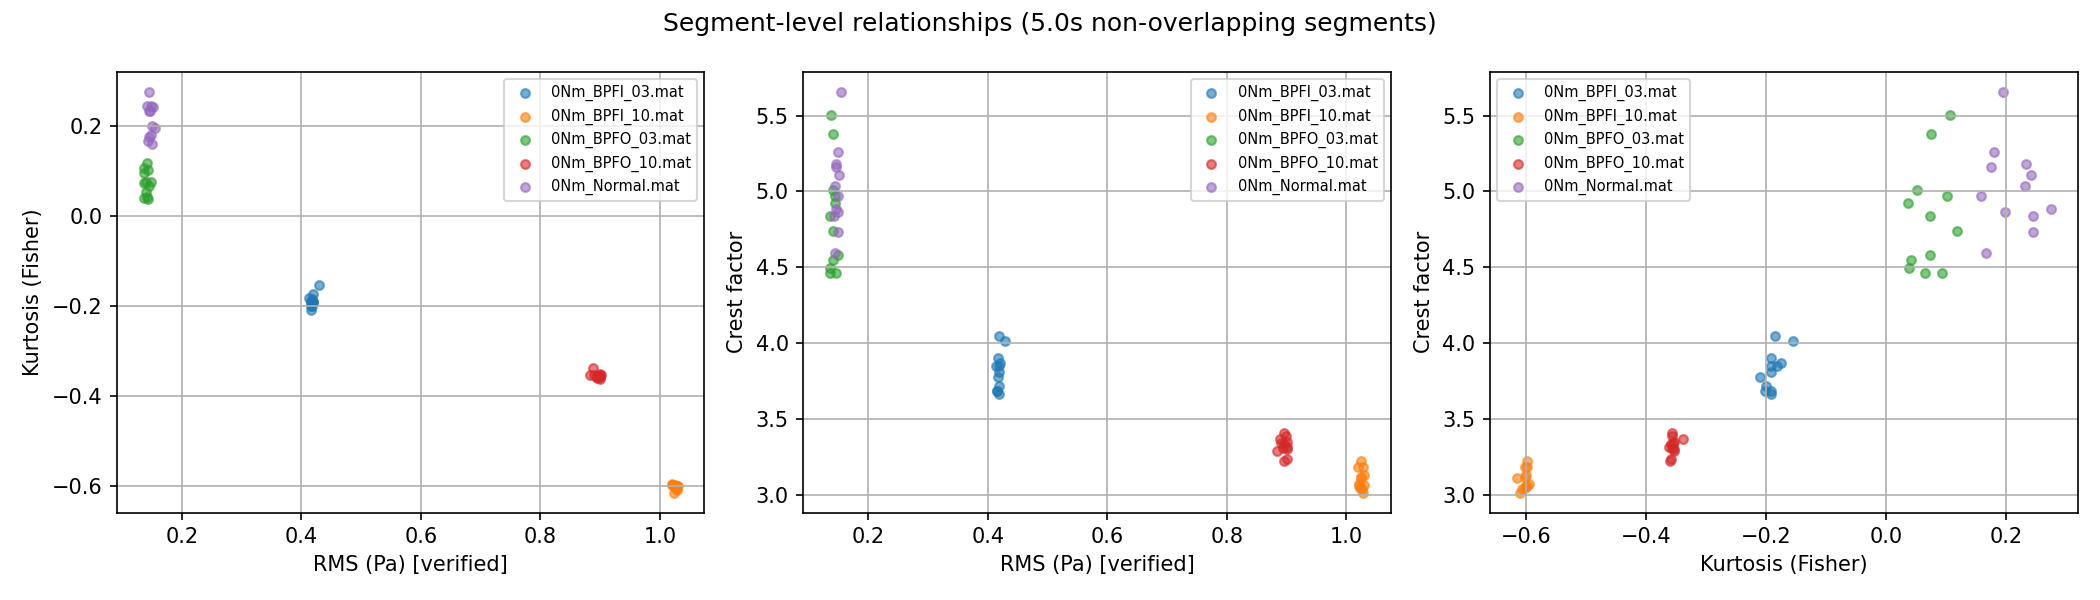 Segment-level relationships (5.0s non-overlapping segments)
Kurtosis (Fisher)
0.2
0.0
−0.2
−0.4
−0.6
0Nm_BPFI_03.mat
0Nm_BPFI_10.mat
0Nm_BPFO_03.mat
0Nm_BPFO_10.mat
0Nm_Normal.mat
0.2 0.4 0.6 0.8 1.0
RMS (Pa) [verified]
Crest factor
5.5
5.0
4.5
4.0
3.5
3.0
0Nm_BPFI_03.mat
0Nm_BPFI_10.mat
0Nm_BPFO_03.mat
0Nm_BPFO_10.mat
0Nm_Normal.mat
0.2 0.4 0.6 0.8 1.0
RMS (Pa) [verified]
Crest factor
5.5
5.0
4.5
4.0
3.5
3.0
0Nm_BPFI_03.mat
0Nm_BPFI_10.mat
0Nm_BPFO_03.mat
0Nm_BPFO_10.mat
0Nm_Normal.mat
−0.6 −0.4 −0.2 0.0 0.2
Kurtosis (Fisher)